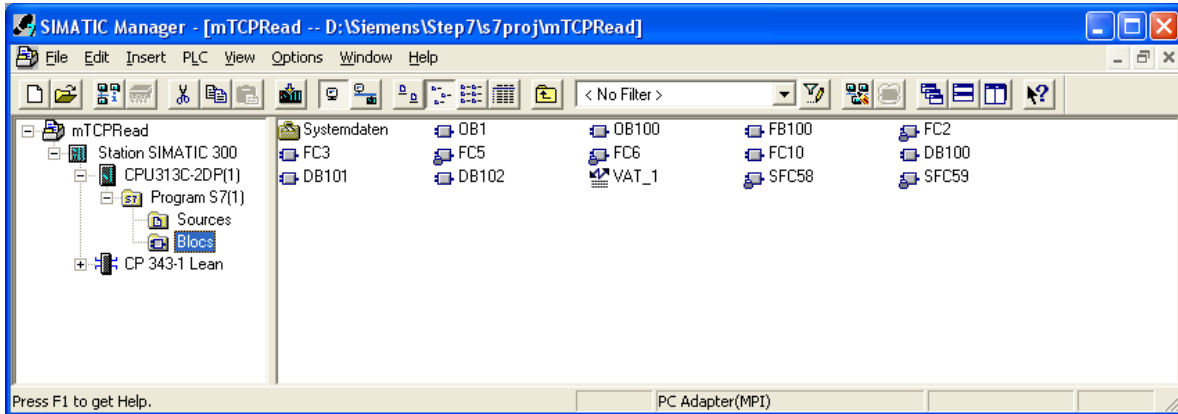 SIMATIC Manager - [mTCPRead -- D:\Siemens\Step7\s7proj\mTCPRead]
File Edit Insert PLC View Options Window Help
< No Filter >
mTCPRead
Station SIMATIC 300
CPU313C-2DP(1)
S7 Program S7(1)
Sources
Blocs
CP 343-1 Lean
Systemdaten OB1 OB100 FB100 FC2
FC3 FC5 FC6 FC10 DB100
DB101 DB102 VAT_1 SFC58 SFC59
Press F1 to get Help. PC Adapter(MPI)